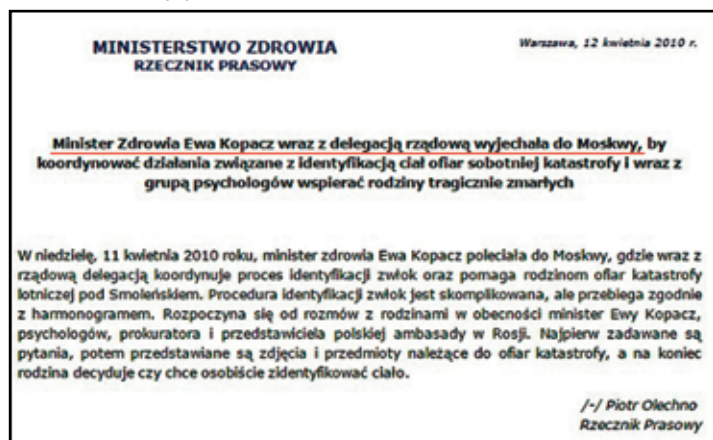 MINISTERSTWO ZDROWIA
RZECZNIK PRASOWY
Warszawa, 12 kwietnia 2010 r.
Minister Zdrowia Ewa Kopacz wraz z delegacją rządową wyjechała do Moskwy, by
koordynować działania związane z identyfikacją ciał ofiar sobotniej katastrofy i wraz z
grupą psychologów wspierać rodziny tragicznie zmarłych
W niedzielę, 11 kwietnia 2010 roku, minister zdrowia Ewa Kopacz poleciała do Moskwy, gdzie wraz z
rządową delegacją koordynuje proces identyfikacji zwłok oraz pomaga rodzinom ofiar katastrofy
lotniczej pod Smoleńskiem. Procedura identyfikacji zwłok jest skomplikowana, ale przebiega zgodnie
z harmonogramem. Rozpoczyna się od rozmów z rodzinami w obecności minister Ewy Kopacz,
psychologów, prokuratora i przedstawiciela polskiej ambasady w Rosji. Najpierw zadawane są
pytania, potem przedstawiane są zdjęcia i przedmioty należące do ofiar katastrofy, a na koniec
rodzina decyduje czy chce osobiście zidentyfikować ciało.
/-/ Piotr Olechno
Rzecznik Prasowy